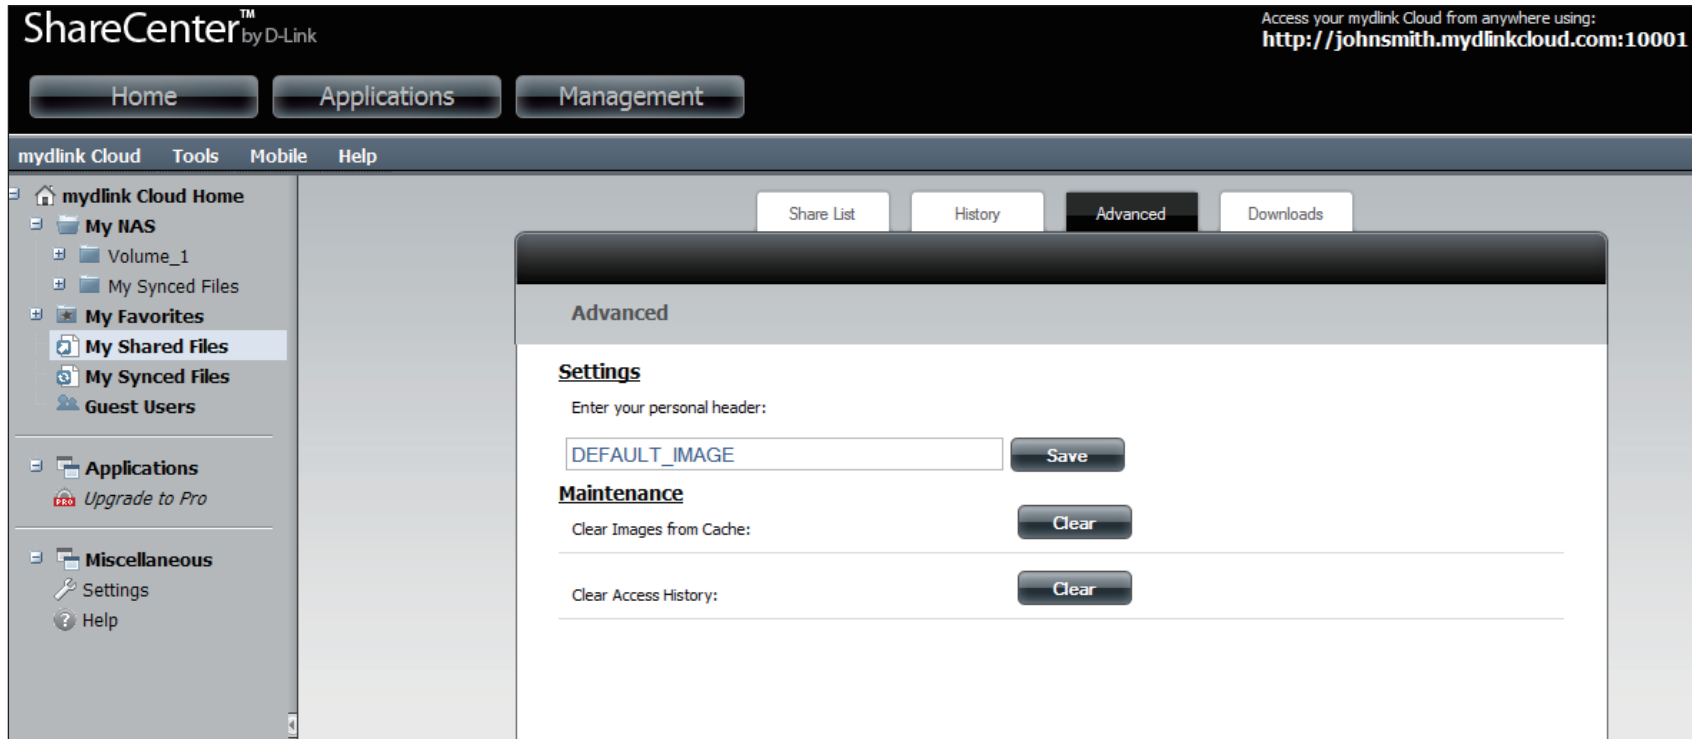 ShareCenter™ by D-Link
Access your mydlink Cloud from anywhere using:
http://johnsmith.mydlinkcloud.com:10001
Home Applications Management
mydlink Cloud Tools Mobile Help
mydlink Cloud Home
My NAS
Volume_1
My Synced Files
My Favorites
My Shared Files
My Synced Files
Guest Users
Applications
PRO Upgrade to Pro
Miscellaneous
Settings
Help
Share List History Advanced Downloads
Advanced
Settings
Enter your personal header:
DEFAULT_IMAGE Save
Maintenance
Clear Images from Cache: Clear
Clear Access History: Clear